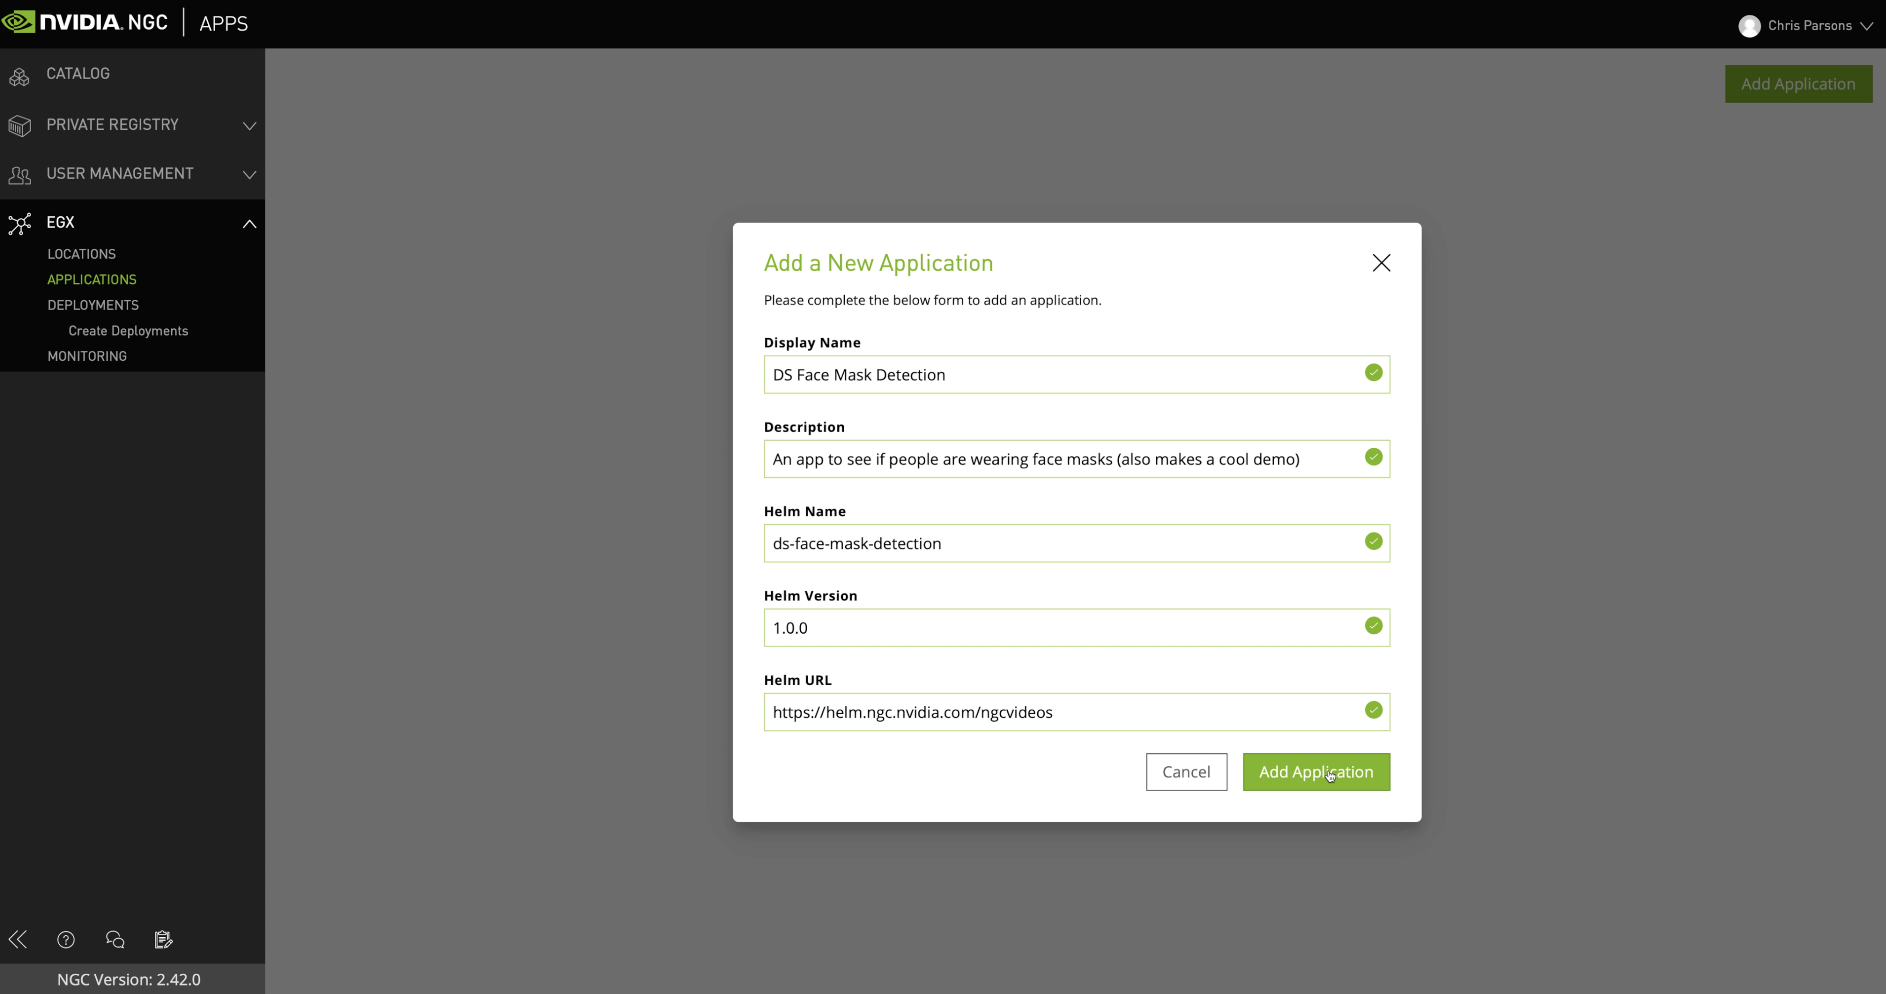 NVIDIA. NGC | APPS
Chris Parsons
CATALOG
PRIVATE REGISTRY
USER MANAGEMENT
EGX
LOCATIONS
APPLICATIONS
DEPLOYMENTS
Create Deployments
MONITORING
Add Application
Add a New Application
Please complete the below form to add an application.
Display Name
DS Face Mask Detection
Description
An app to see if people are wearing face masks (also makes a cool demo)
Helm Name
ds-face-mask-detection
Helm Version
1.0.0
Helm URL
https://helm.ngc.nvidia.com/ngcvideos
Cancel
Add Application
NGC Version: 2.42.0